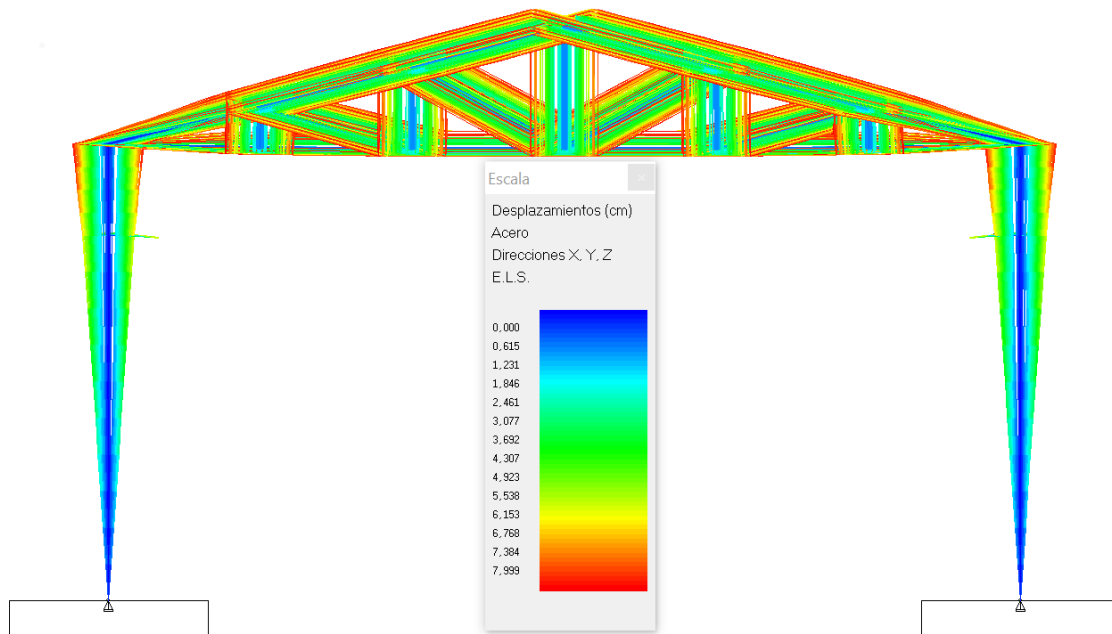 Escala
Desplazamientos (cm)
Acero
Direcciones X, Y, Z
E.L.S.
0,000
0,615
1,231
1,846
2,461
3,077
3,692
4,307
4,923
5,538
6,153
6,768
7,384
7,999